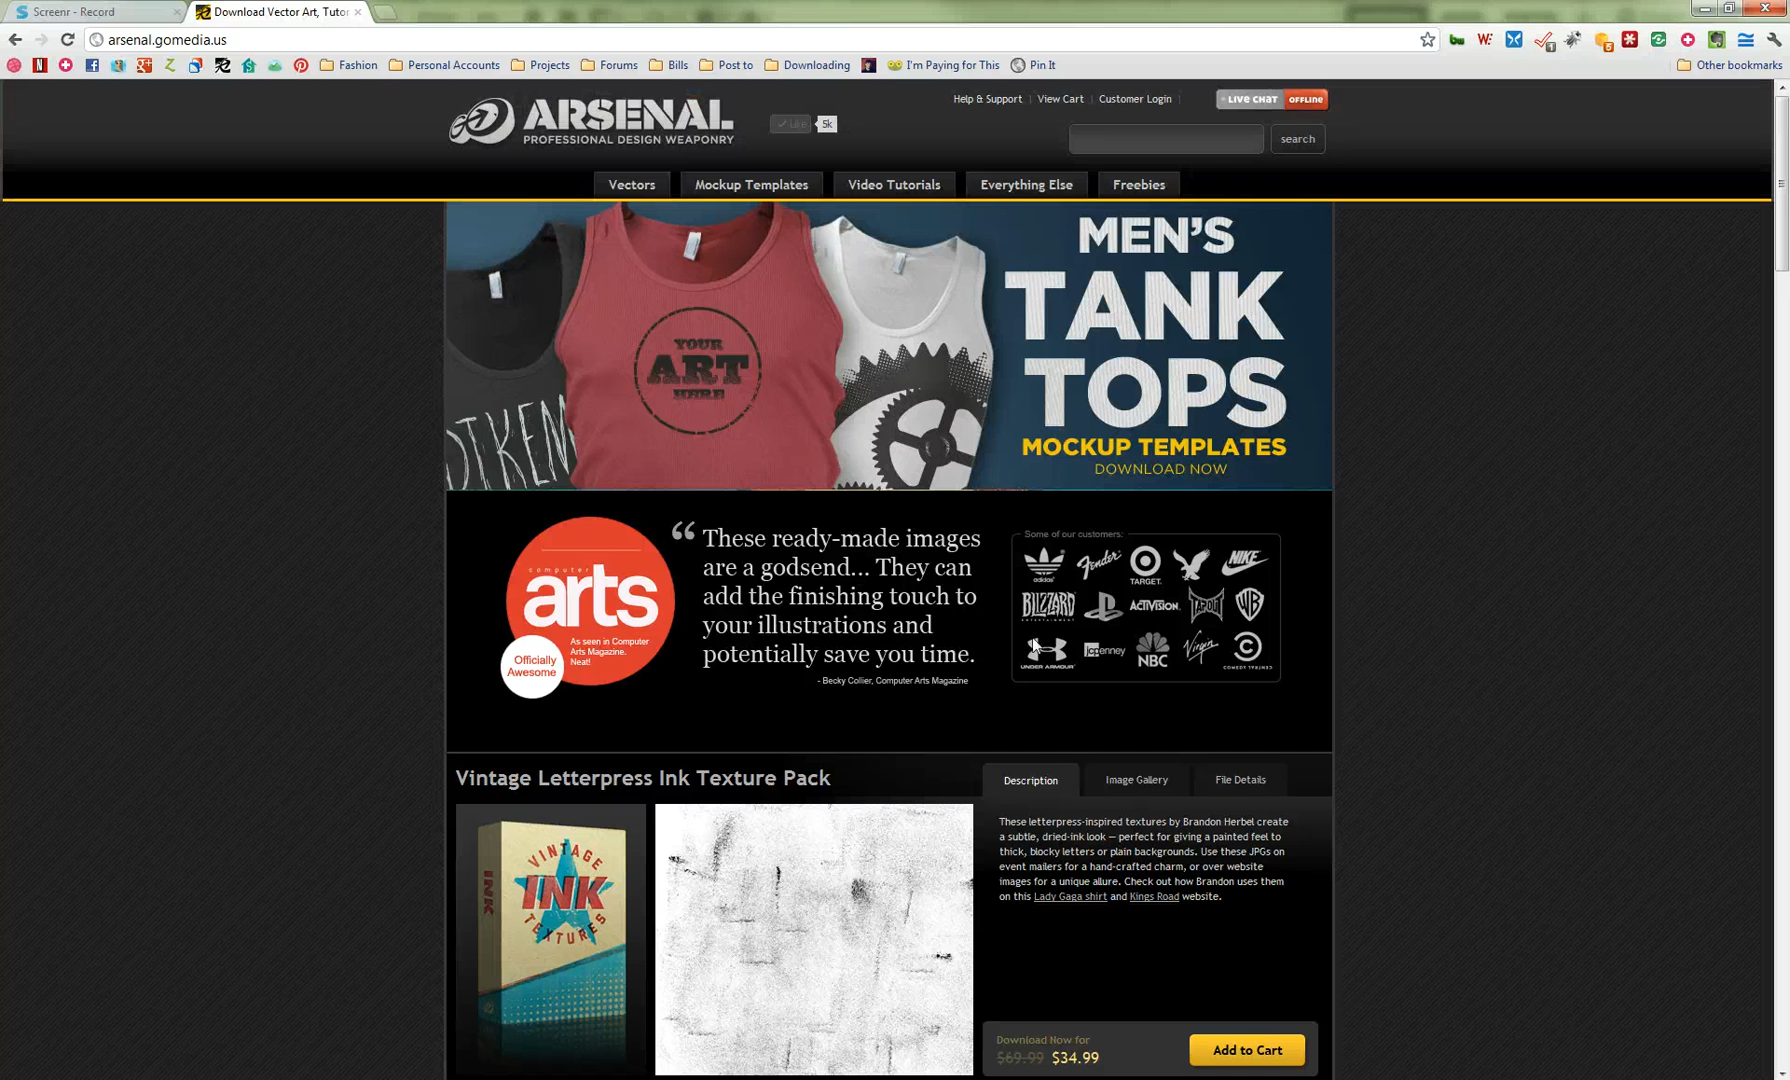 Screenr - Record
Download Vector Art, Tutor
arsenal.gomedia.us
Fashion
Personal Accounts
Projects
Forums
Bills
Post to
Downloading
I'm Paying for This
Pin It
Other bookmarks
ARSENAL
PROFESSIONAL DESIGN WEAPONRY
Like
5k
Help & Support
View Cart
Customer Login
LIVE CHAT OFFLINE
search
Vectors
Mockup Templates
Video Tutorials
Everything Else
Freebies
YOUR
ART
HERE
MEN'S
TANK
TOPS
MOCKUP TEMPLATES
DOWNLOAD NOW
computer
arts
As seen in Computer
Arts Magazine.
Neat!
Officially
Awesome
“ These ready-made images
are a godsend... They can
add the finishing touch to
your illustrations and
potentially save you time.
- Becky Collier, Computer Arts Magazine
Some of our customers:
adidas
Fender
TARGET
NIKE
BLIZZARD
ENTERTAINMENT
ACTIVISION
TAPOUT
WB
UNDER ARMOUR
jcpenney
NBC
Virgin
COMEDY CENTRAL
Vintage Letterpress Ink Texture Pack
Description
Image Gallery
File Details
VINTAGE
INK
TEXTURES
INK
These letterpress-inspired textures by Brandon Herbel create
a subtle, dried-ink look — perfect for giving a painted feel to
thick, blocky letters or plain backgrounds. Use these JPGs on
event mailers for a hand-crafted charm, or over website
images for a unique allure. Check out how Brandon uses them
on this Lady Gaga shirt and Kings Road website.
Download Now for
$69.99 $34.99
Add to Cart